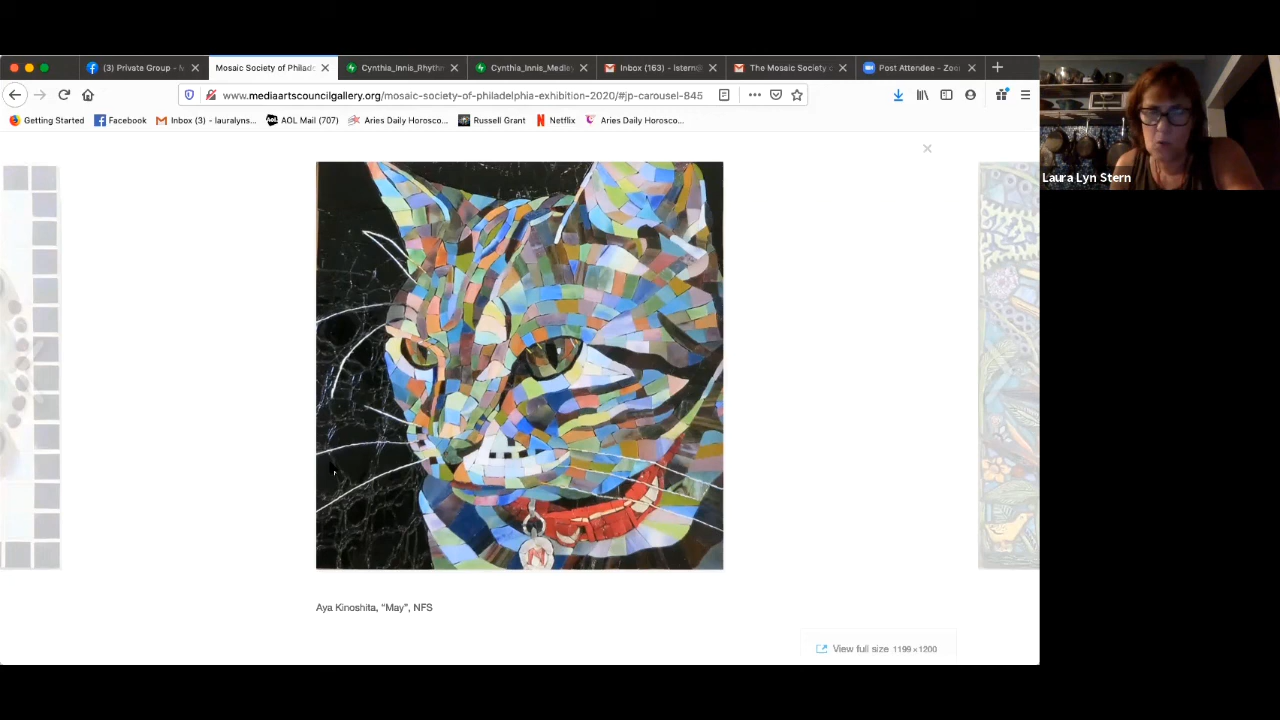 (3) Private Group - M
Mosaic Society of Philad
Cynthia_Innis_Rhyth
Cynthia_Innis_Medle
Inbox (163) - lstern@
The Mosaic Society o
Post Attendee - Zoo
www.mediaartscouncilgallery.org/mosaic-society-of-philadelphia-exhibition-2020/#jp-carousel-845
Getting Started
Facebook
Inbox (3) - lauralyns...
AOL Mail (707)
Aries Daily Horosco...
Russell Grant
Netflix
Aries Daily Horosco...
Laura Lyn Stern
N
Aya Kinoshita, “May”, NFS
View full size 1199×1200